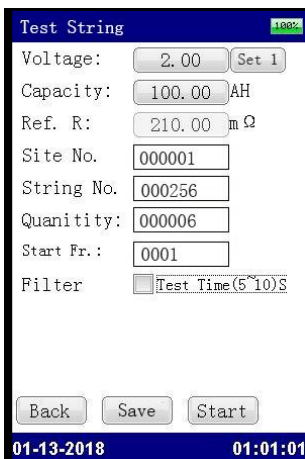 Test String 100%
Voltage: 2.00 Set 1
Capacity: 100.00 AH
Ref. R: 210.00 mΩ
Site No. 000001
String No. 000256
Quanitity: 000006
Start Fr.: 0001
Filter Test Time(5~10)S
Back Save Start
01-13-2018 01:01:01